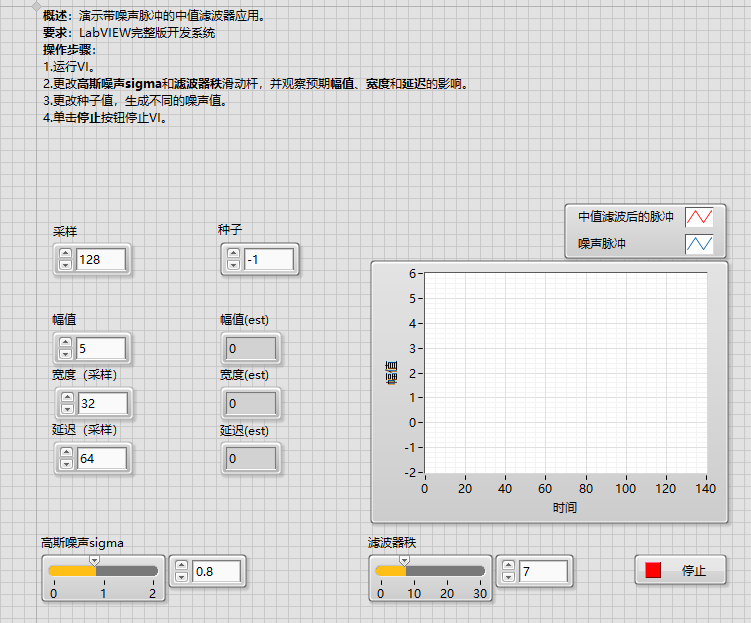 概述：演示带噪声脉冲的中值滤波器应用。
要求：LabVIEW完整版开发系统
操作步骤：
1.运行VI。
2.更改高斯噪声sigma和滤波器秩滑动杆，并观察预期幅值、宽度和延迟的影响。
3.更改种子值，生成不同的噪声值。
4.单击停止按钮停止VI。
采样
128
种子
-1
幅值
5
幅值(est)
0
宽度（采样）
32
宽度(est)
0
延迟（采样）
64
延迟(est)
0
中值滤波后的脉冲
噪声脉冲
6
5
4
3
2
1
0
-1
-2
幅值
0 20 40 60 80 100 120 140
时间
高斯噪声sigma
0 1 2
0.8
滤波器秩
0 10 20 30
7
停止